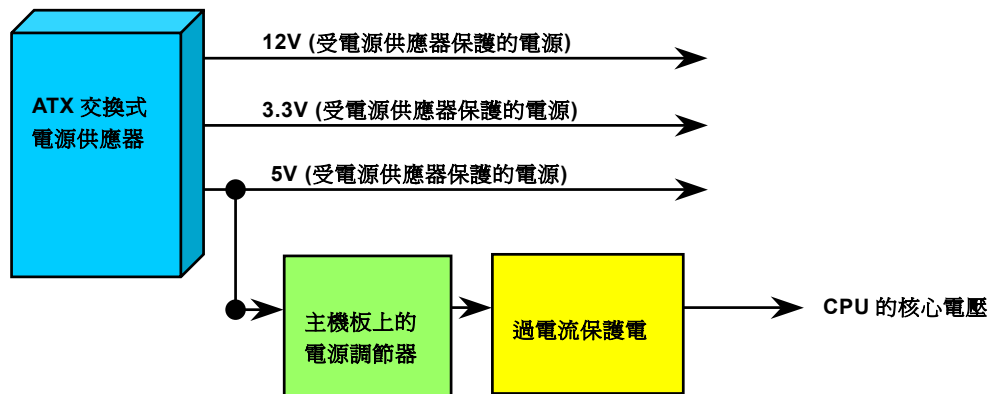 12V (受電源供應器保護的電源)
ATX 交換式
電源供應器
3.3V (受電源供應器保護的電源)
5V (受電源供應器保護的電源)
主機板上的
電源調節器
過電流保護電
CPU 的核心電壓